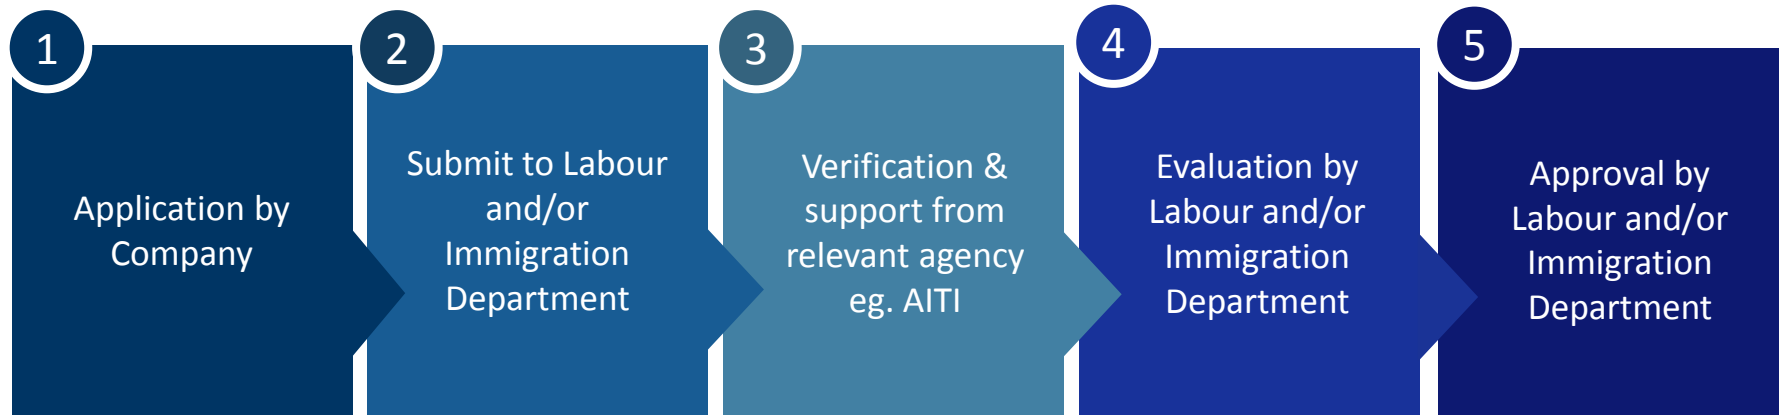 1
Application by
Company
2
Submit to Labour
and/or
Immigration
Department
3
Verification &
support from
relevant agency
eg. AITI
4
Evaluation by
Labour and/or
Immigration
Department
5
Approval by
Labour and/or
Immigration
Department